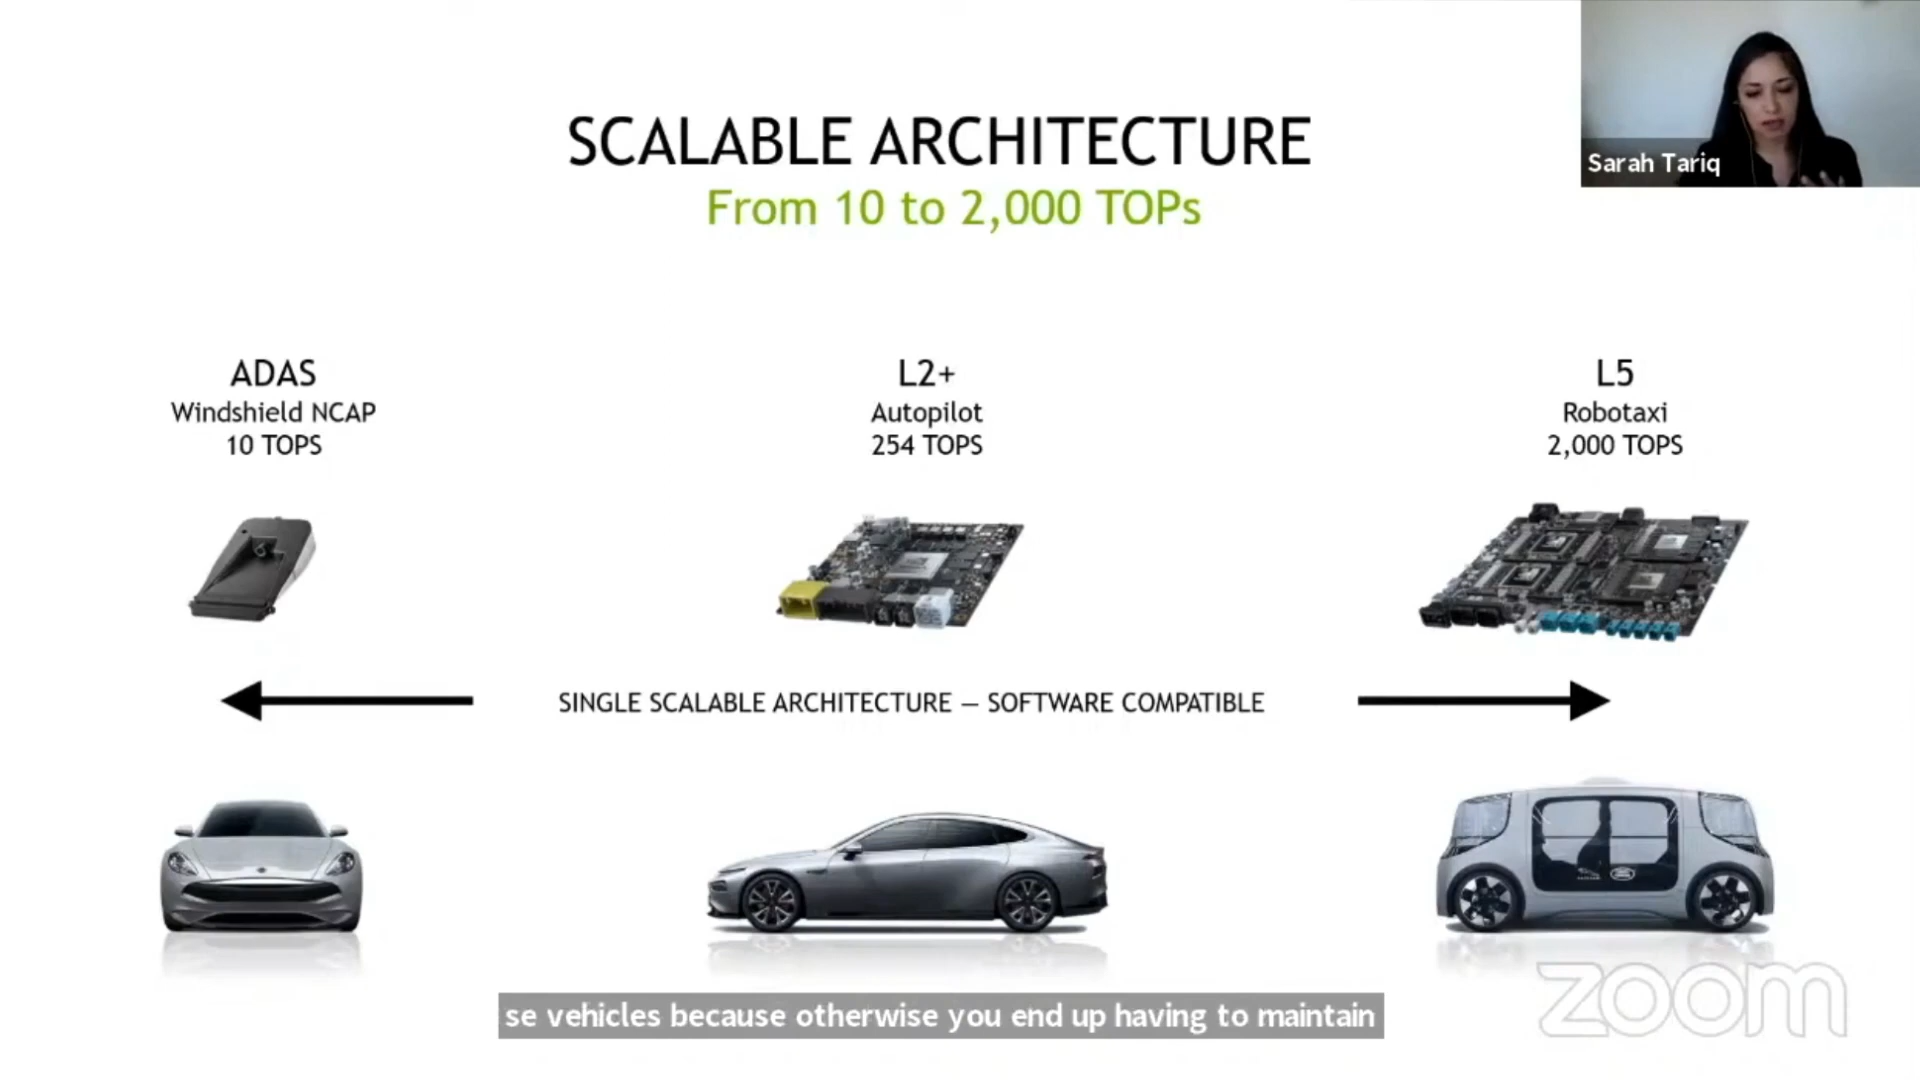 SCALABLE ARCHITECTURE
From 10 to 2,000 TOPs
Sarah Tariq
ADAS
Windshield NCAP
10 TOPS
L2+
Autopilot
254 TOPS
L5
Robotaxi
2,000 TOPS
SINGLE SCALABLE ARCHITECTURE — SOFTWARE COMPATIBLE
se vehicles because otherwise you end up having to maintain
zoom